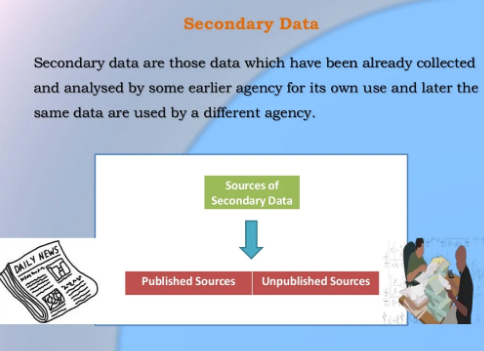 Secondary Data
Secondary data are those data which have been already collected
and analysed by some earlier agency for its own use and later the
same data are used by a different agency.
Sources of
Secondary Data
DAILY NEWS
Published Sources
Unpublished Sources